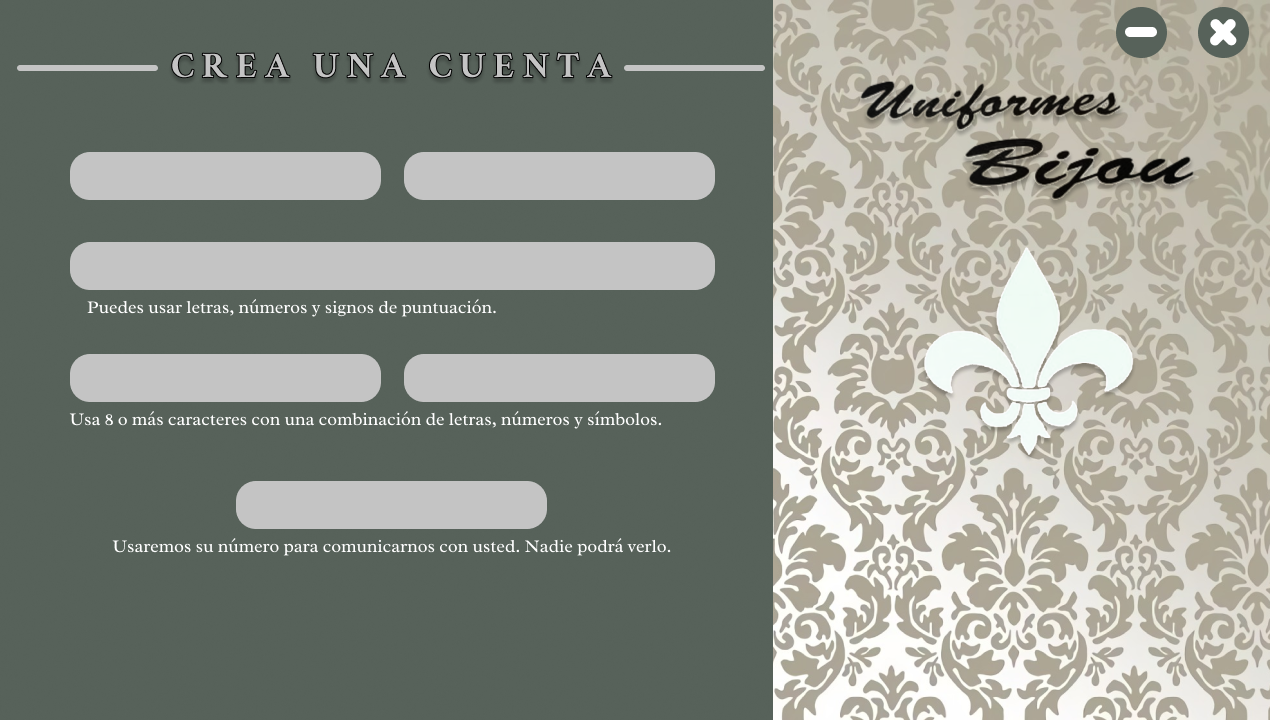 CREA UNA CUENTA
Puedes usar letras, números y signos de puntuación.
Usa 8 o más caracteres con una combinación de letras, números y símbolos.
Usaremos su número para comunicarnos con usted. Nadie podrá verlo.
Uniformes
Bijou